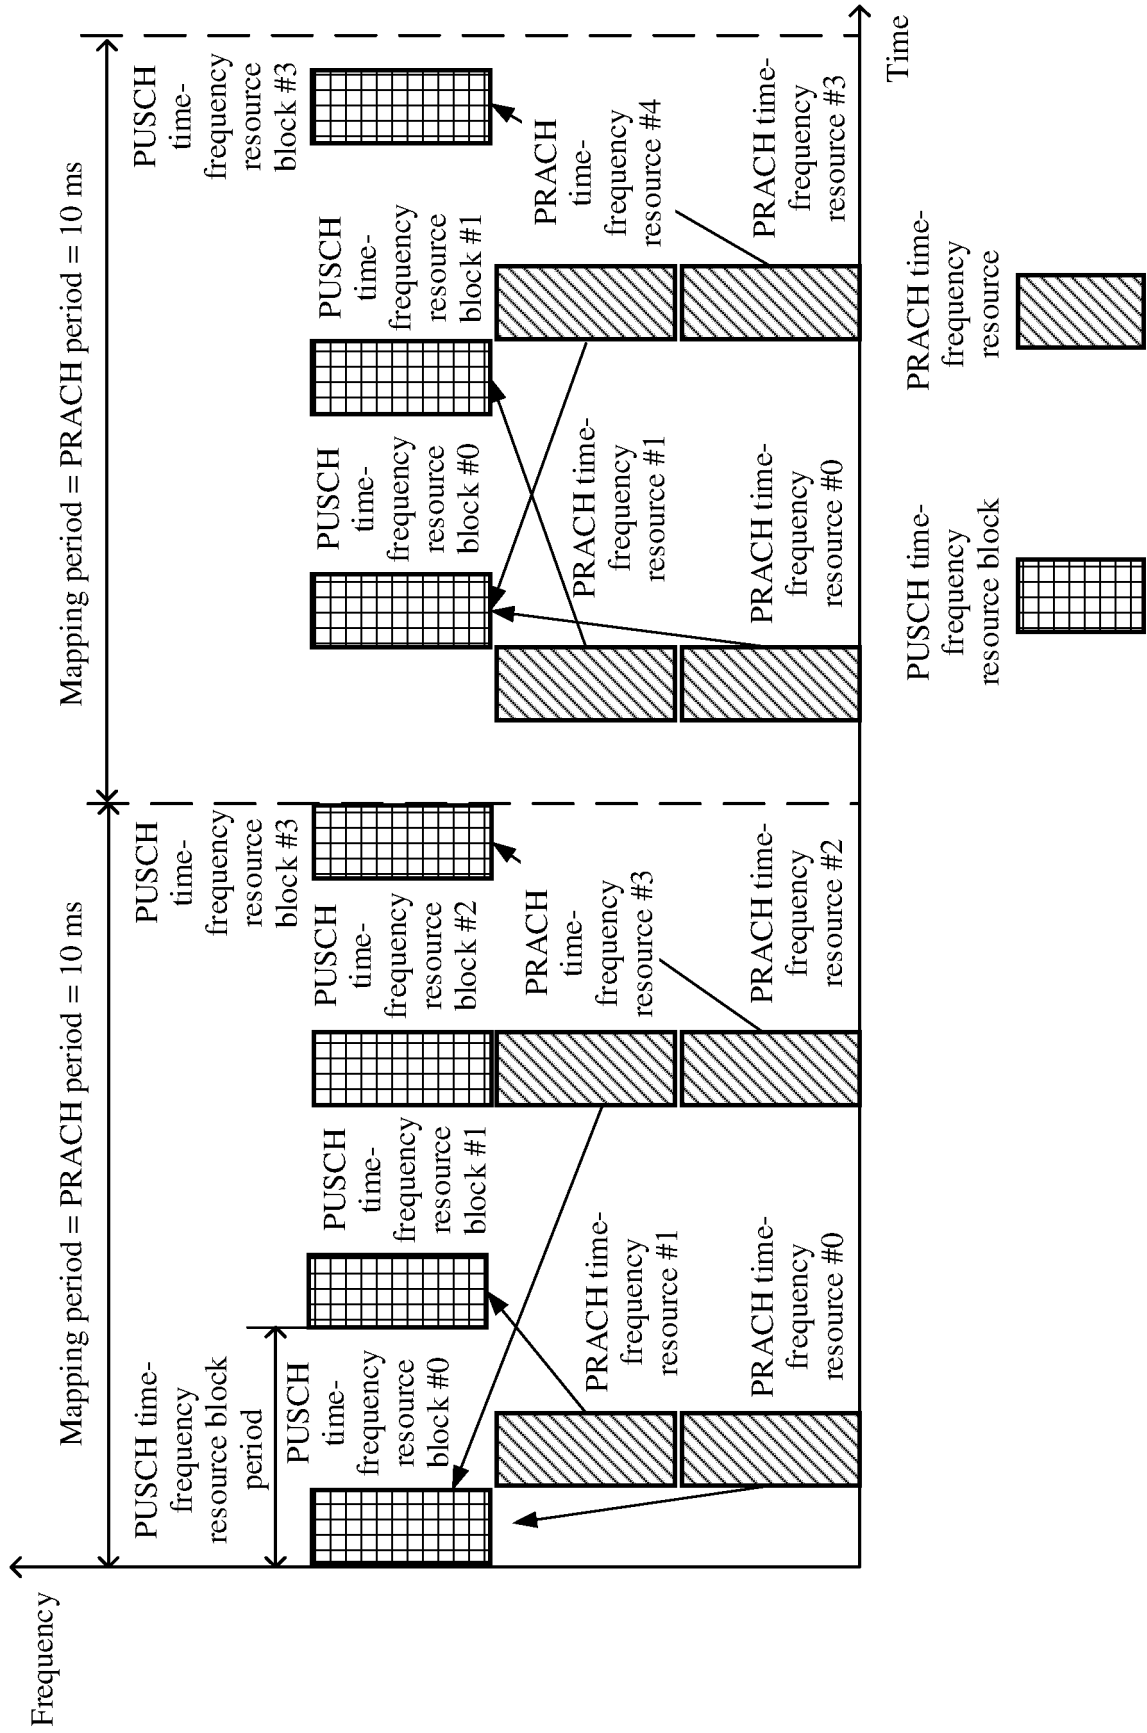 Frequency
Mapping period = PRACH period = 10 ms
Mapping period = PRACH period = 10 ms
PUSCH time-
frequency
resource block
period
PUSCH
time-
frequency
resource
block #0
PUSCH
time-
frequency
resource
block #1
PUSCH
time-
frequency
resource
block #2
PUSCH
time-
frequency
resource
block #3
PUSCH
time-
frequency
resource
block #0
PUSCH
time-
frequency
resource
block #1
PUSCH
time-
frequency
resource
block #3
PRACH time-
frequency
resource #1
PRACH
time-
frequency
resource #3
PRACH time-
frequency
resource #1
PRACH
time-
frequency
resource #4
PRACH time-
frequency
resource #0
PRACH time-
frequency
resource #2
PRACH time-
frequency
resource #0
PRACH time-
frequency
resource #3
Time
PUSCH time-
frequency
resource block
PRACH time-
frequency
resource